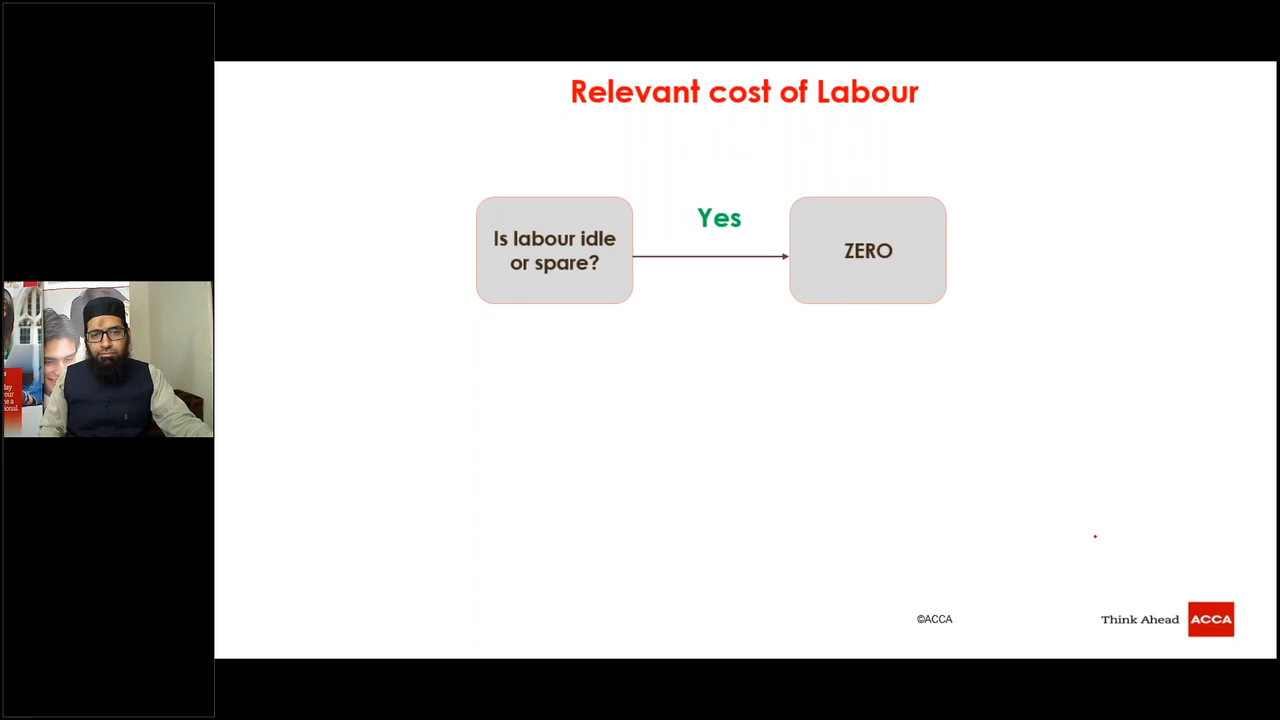 Relevant cost of Labour
Yes
Is labour idle
or spare?
ZERO
©ACCA
Think Ahead
ACCA